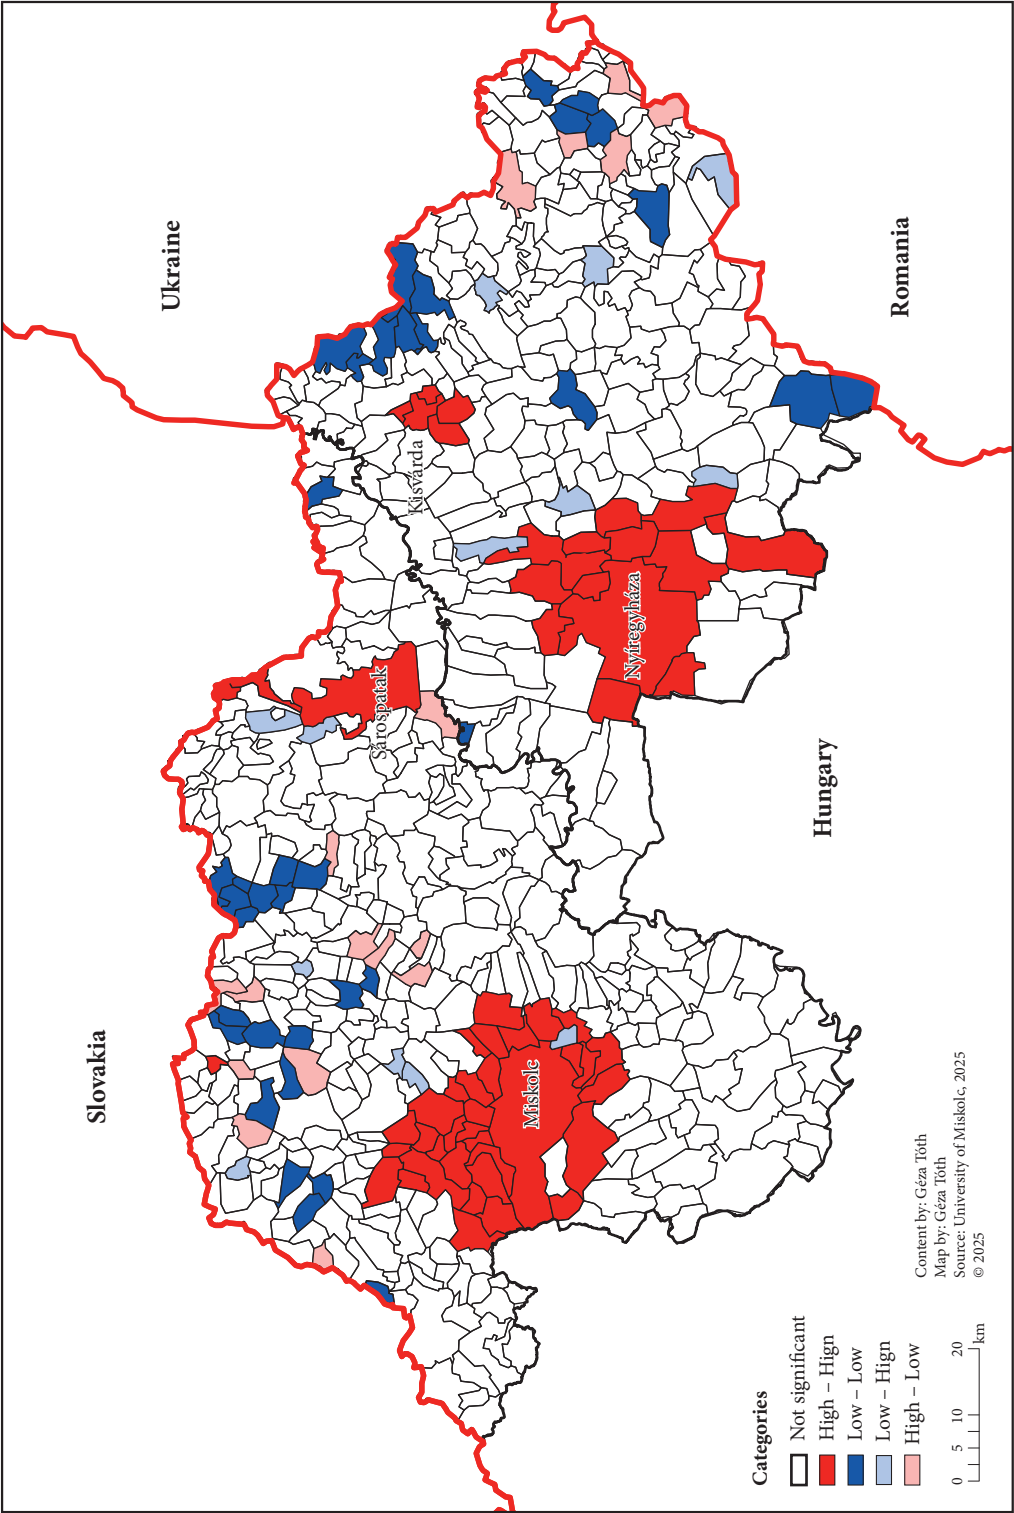 Slovakia
Ukraine
Kisvárda
Sárospatak
Nyíregyháza
Miskolc
Hungary
Romania
Categories
Not significant
High – Hign
Low – Low
Low – Hign
High – Low
0 5 10 20
km
Content by: Géza Tóth
Map by: Géza Tóth
Source: University of Miskolc, 2025
© 2025